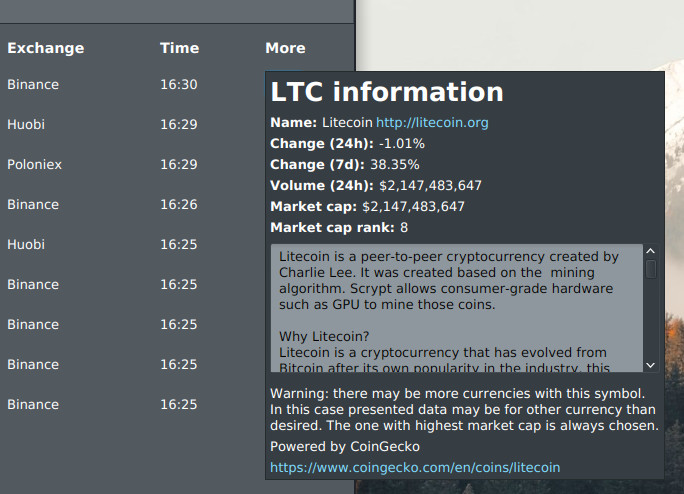 Exchange Time More
Binance 16:30
Huobi 16:29
Poloniex 16:29
Binance 16:26
Huobi 16:25
Binance 16:25
Binance 16:25
Binance 16:25
Binance 16:25
LTC information
Name: Litecoin http://litecoin.org
Change (24h): -1.01%
Change (7d): 38.35%
Volume (24h): $2,147,483,647
Market cap: $2,147,483,647
Market cap rank: 8
Litecoin is a peer-to-peer cryptocurrency created by
Charlie Lee. It was created based on the  mining
algorithm. Scrypt allows consumer-grade hardware
such as GPU to mine those coins.
Why Litecoin?
Litecoin is a cryptocurrency that has evolved from
Bitcoin after its own popularity in the industry, this
Warning: there may be more currencies with this symbol.
In this case presented data may be for other currency than
desired. The one with highest market cap is always chosen.
Powered by CoinGecko
https://www.coingecko.com/en/coins/litecoin